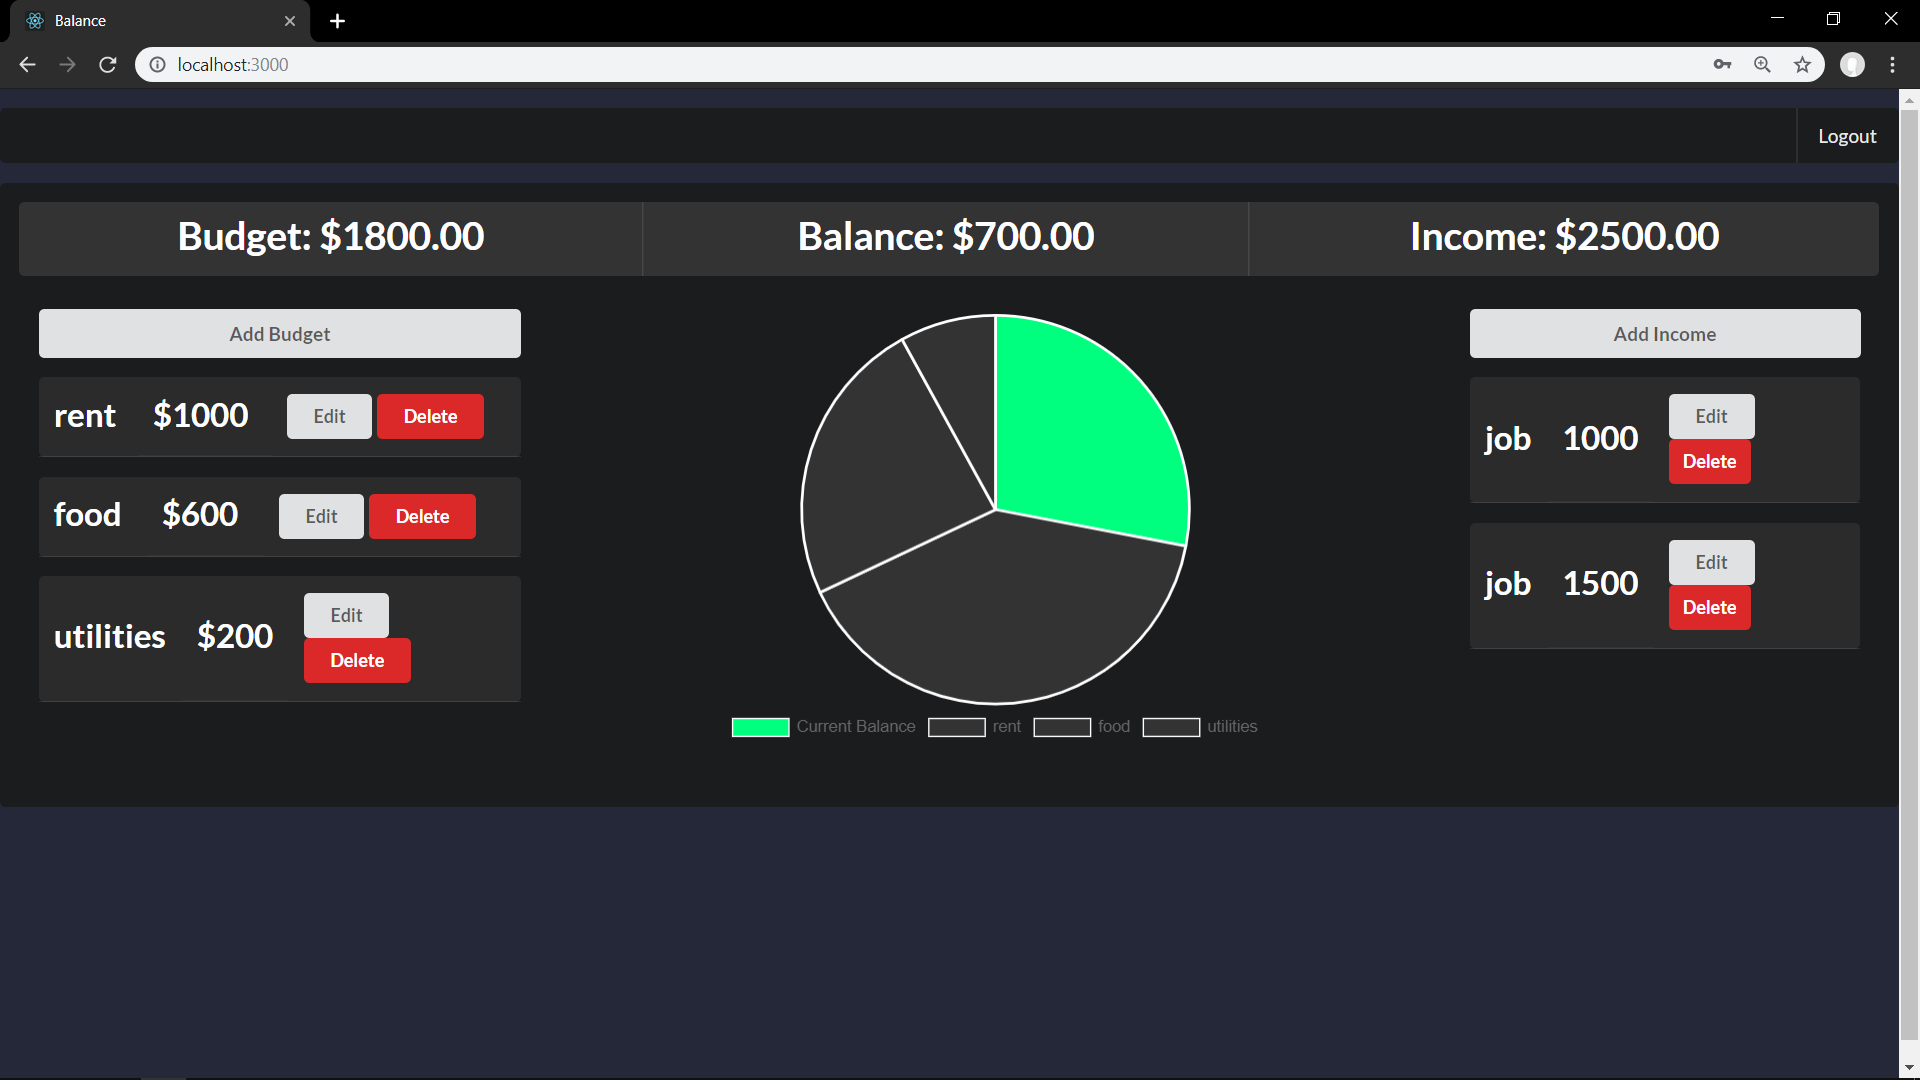 Balance
localhost:3000
Logout
Budget: $1800.00
Balance: $700.00
Income: $2500.00
Add Budget
rent $1000 Edit Delete
food $600 Edit Delete
utilities $200 Edit
Delete
Current Balance rent food utilities
Add Income
job 1000 Edit
Delete
job 1500 Edit
Delete